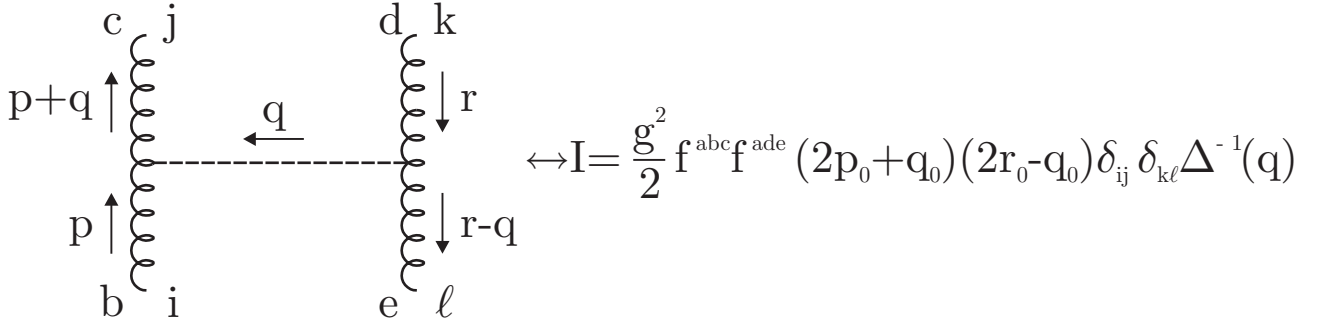 c j d k
p+q q r
↔I= g²/2 f^abc f^ade (2p₀+q₀)(2r₀-q₀)δ_ij δ_kℓ Δ^-1(q)
p r-q
b i e ℓ